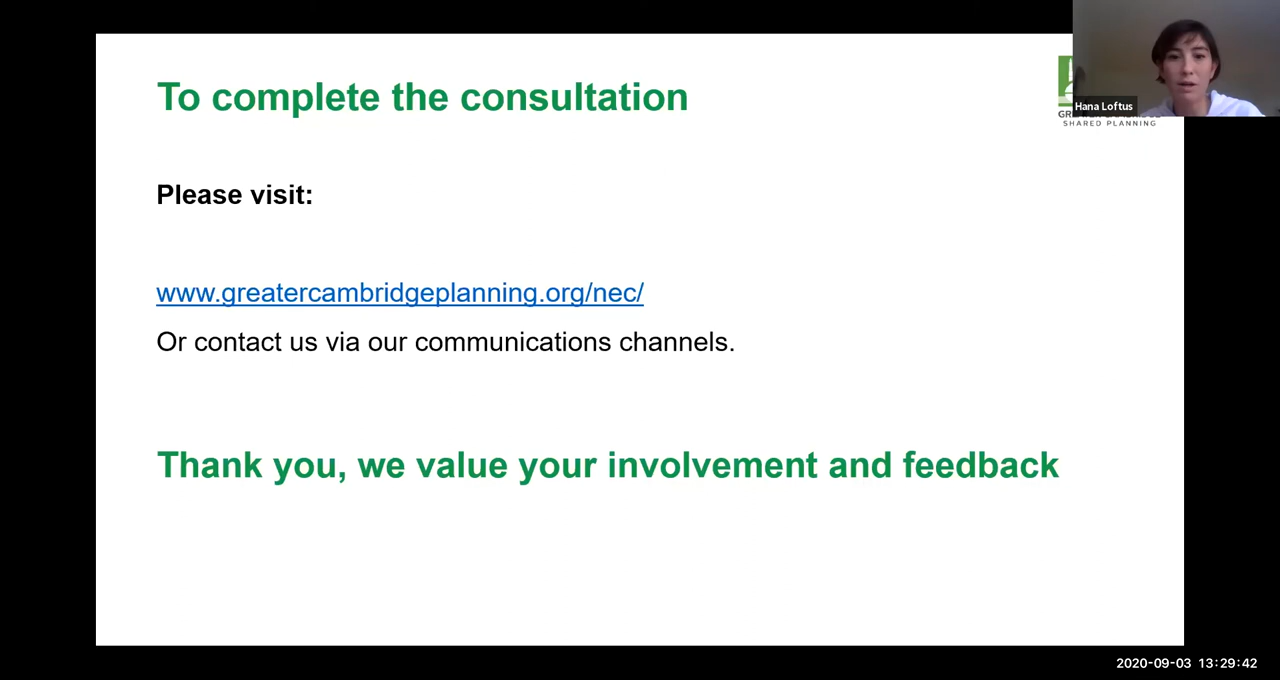 To complete the consultation
Hana Loftus
SHARED PLANNING
Please visit:
www.greatercambridgeplanning.org/nec/
Or contact us via our communications channels.
Thank you, we value your involvement and feedback
2020-09-03 13:29:42